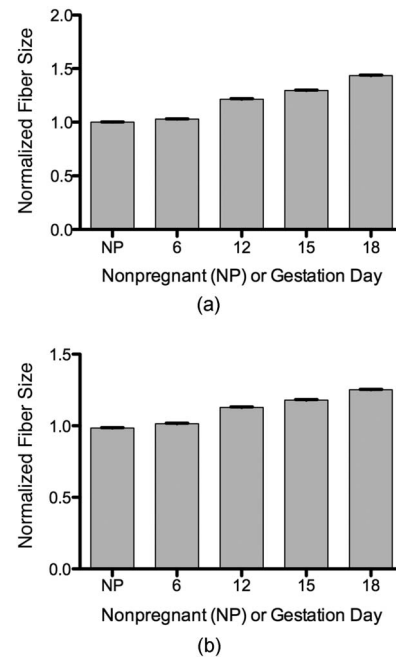 Normalized Fiber Size
2.0
1.5
1.0
0.5
0.0
NP 6 12 15 18
Nonpregnant (NP) or Gestation Day
(a)
Normalized Fiber Size
1.5
1.0
0.5
0.0
NP 6 12 15 18
Nonpregnant (NP) or Gestation Day
(b)